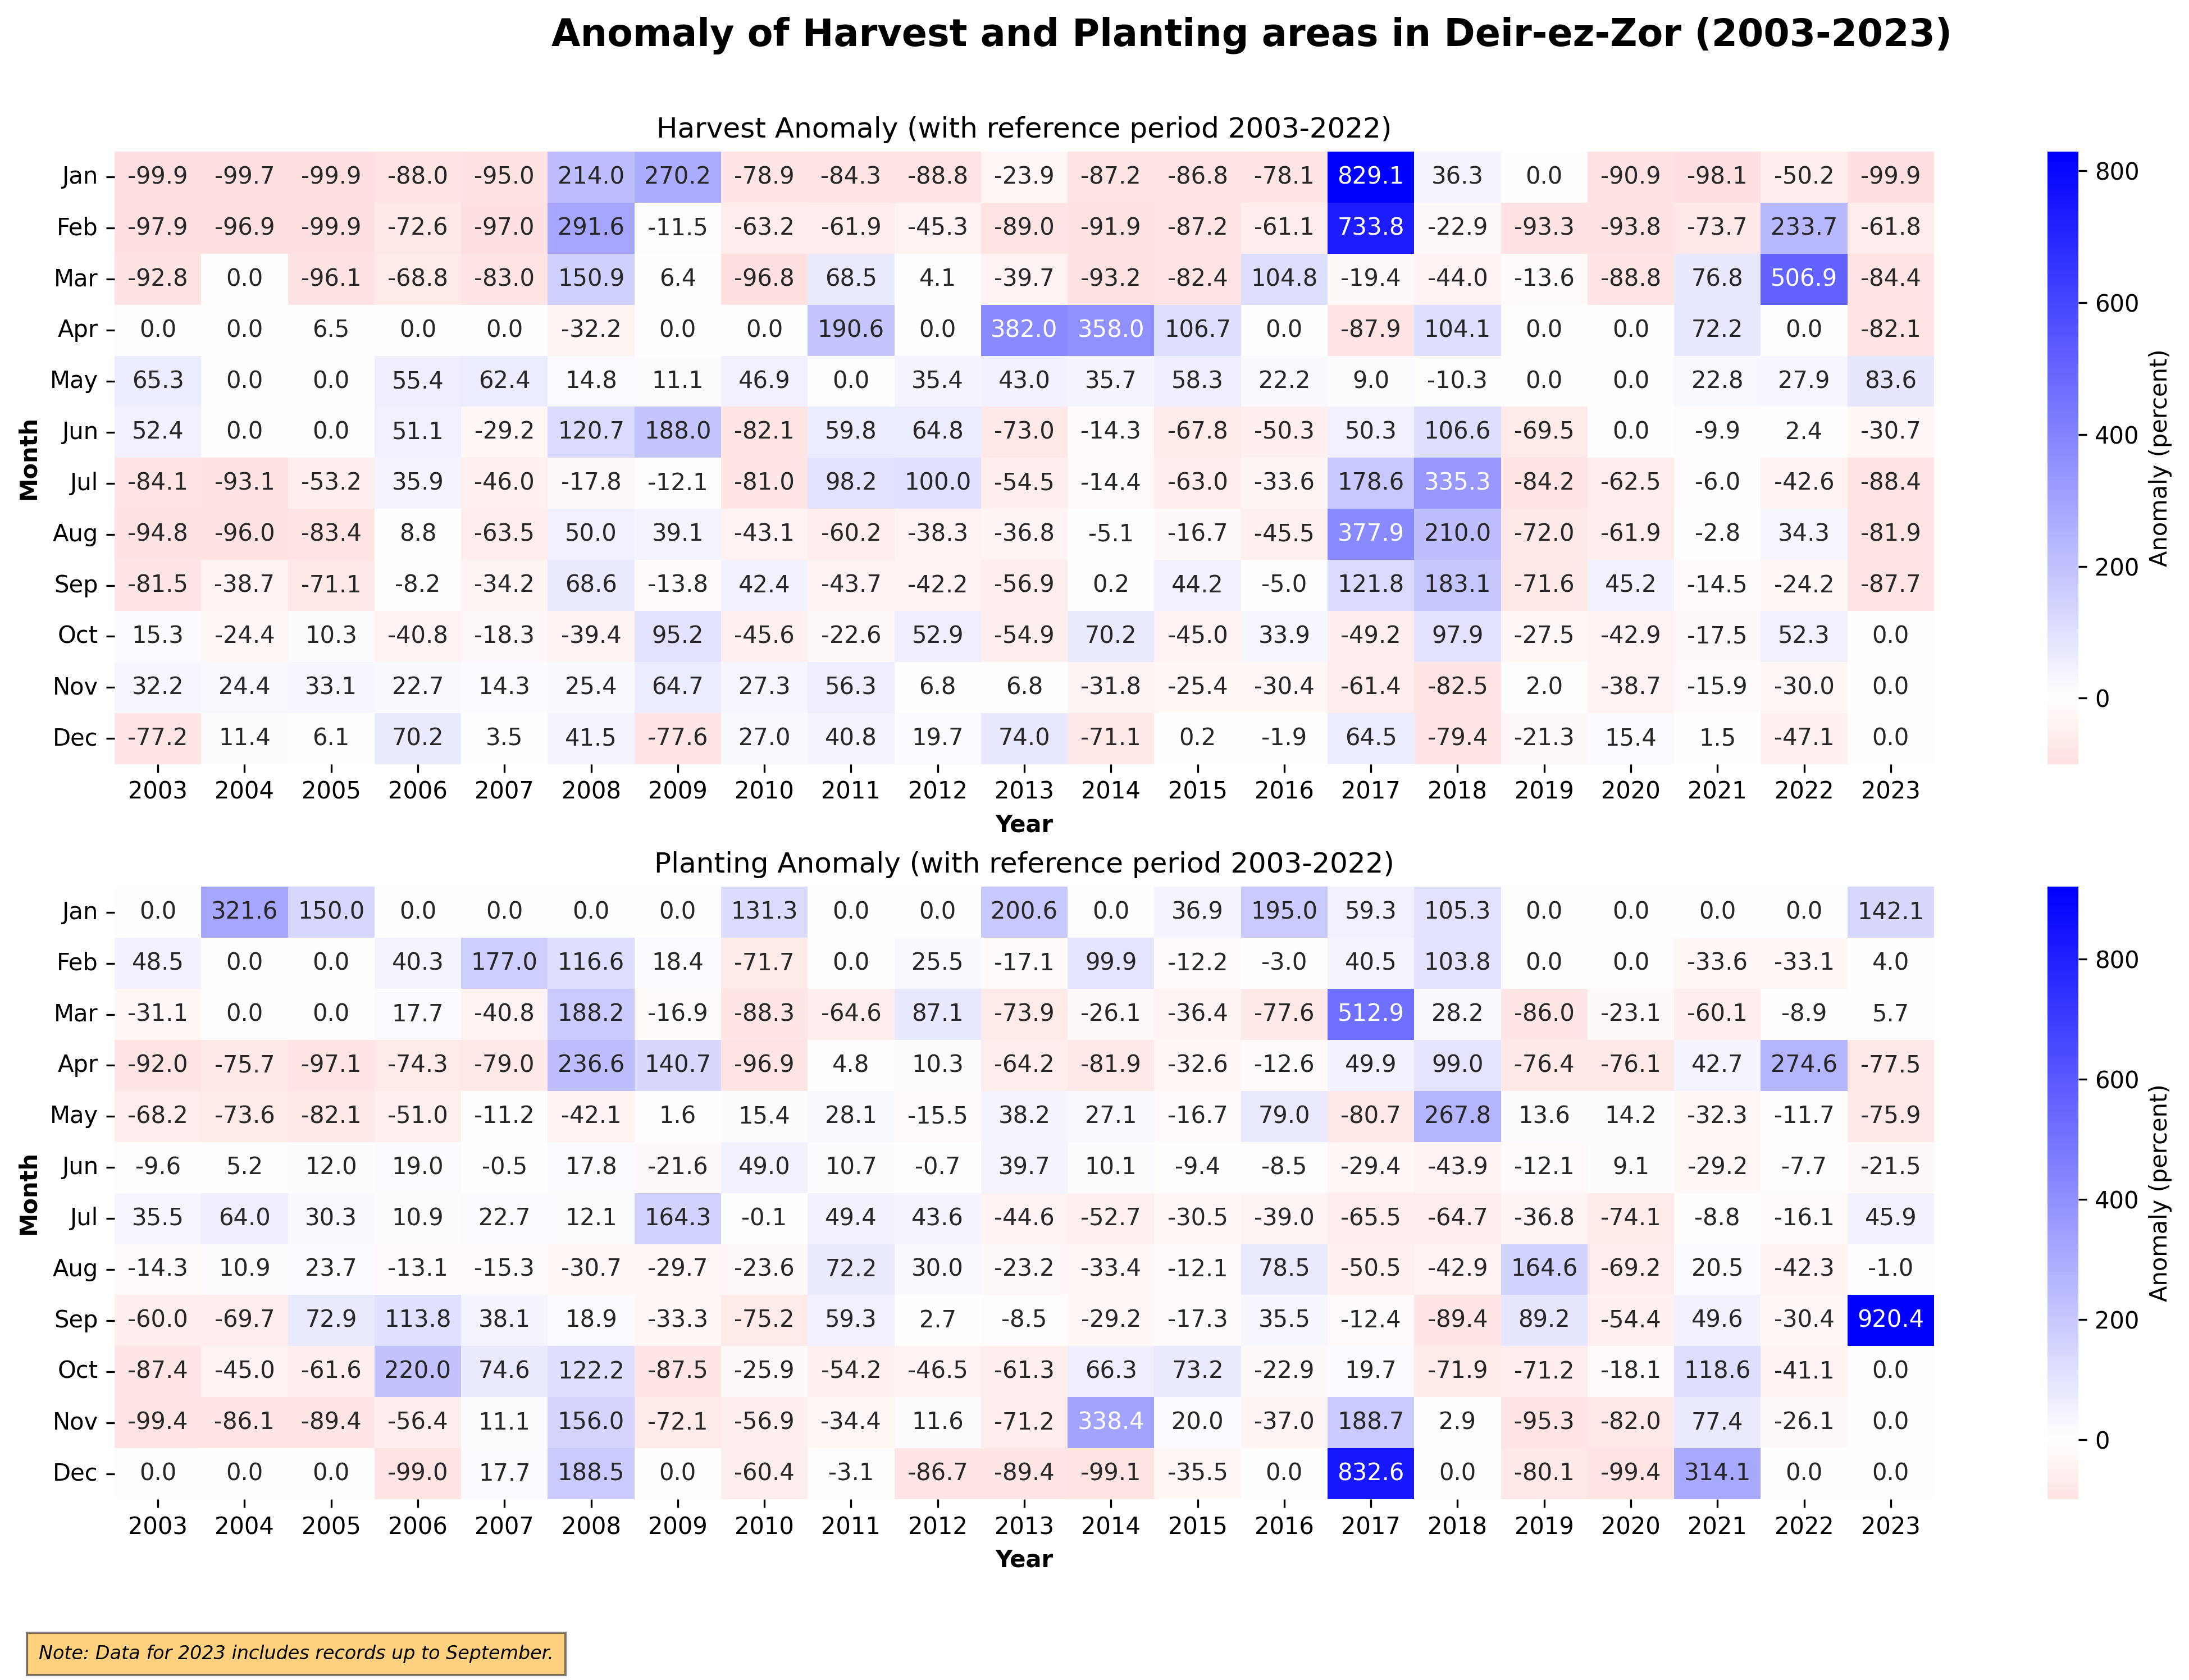 Anomaly of Harvest and Planting areas in Deir-ez-Zor (2003-2023)
Harvest Anomaly (with reference period 2003-2022)
Jan -99.9 -99.7 -99.9 -88.0 -95.0 214.0 270.2 -78.9 -84.3 -88.8 -23.9 -87.2 -86.8 -78.1 829.1 36.3 0.0 -90.9 -98.1 -50.2 -99.9
Feb -97.9 -96.9 -99.9 -72.6 -97.0 291.6 -11.5 -63.2 -61.9 -45.3 -89.0 -91.9 -87.2 -61.1 733.8 -22.9 -93.3 -93.8 -73.7 233.7 -61.8
Mar -92.8 0.0 -96.1 -68.8 -83.0 150.9 6.4 -96.8 68.5 4.1 -39.7 -93.2 -82.4 104.8 -19.4 -44.0 -13.6 -88.8 76.8 506.9 -84.4
Apr 0.0 0.0 6.5 0.0 0.0 -32.2 0.0 0.0 190.6 0.0 382.0 358.0 106.7 0.0 -87.9 104.1 0.0 0.0 72.2 0.0 -82.1
May 65.3 0.0 0.0 55.4 62.4 14.8 11.1 46.9 0.0 35.4 43.0 35.7 58.3 22.2 9.0 -10.3 0.0 0.0 22.8 27.9 83.6
Jun 52.4 0.0 0.0 51.1 -29.2 120.7 188.0 -82.1 59.8 64.8 -73.0 -14.3 -67.8 -50.3 50.3 106.6 -69.5 0.0 -9.9 2.4 -30.7
Jul -84.1 -93.1 -53.2 35.9 -46.0 -17.8 -12.1 -81.0 98.2 100.0 -54.5 -14.4 -63.0 -33.6 178.6 335.3 -84.2 -62.5 -6.0 -42.6 -88.4
Aug -94.8 -96.0 -83.4 8.8 -63.5 50.0 39.1 -43.1 -60.2 -38.3 -36.8 -5.1 -16.7 -45.5 377.9 210.0 -72.0 -61.9 -2.8 34.3 -81.9
Sep -81.5 -38.7 -71.1 -8.2 -34.2 68.6 -13.8 42.4 -43.7 -42.2 -56.9 0.2 44.2 -5.0 121.8 183.1 -71.6 45.2 -14.5 -24.2 -87.7
Oct 15.3 -24.4 10.3 -40.8 -18.3 -39.4 95.2 -45.6 -22.6 52.9 -54.9 70.2 -45.0 33.9 -49.2 97.9 -27.5 -42.9 -17.5 52.3 0.0
Nov 32.2 24.4 33.1 22.7 14.3 25.4 64.7 27.3 56.3 6.8 6.8 -31.8 -25.4 -30.4 -61.4 -82.5 2.0 -38.7 -15.9 -30.0 0.0
Dec -77.2 11.4 6.1 70.2 3.5 41.5 -77.6 27.0 40.8 19.7 74.0 -71.1 0.2 -1.9 64.5 -79.4 -21.3 15.4 1.5 -47.1 0.0
2003 2004 2005 2006 2007 2008 2009 2010 2011 2012 2013 2014 2015 2016 2017 2018 2019 2020 2021 2022 2023
Year
Month
800
600
400
200
0
Anomaly (percent)
Planting Anomaly (with reference period 2003-2022)
Jan 0.0 321.6 150.0 0.0 0.0 0.0 0.0 131.3 0.0 0.0 200.6 0.0 36.9 195.0 59.3 105.3 0.0 0.0 0.0 0.0 142.1
Feb 48.5 0.0 0.0 40.3 177.0 116.6 18.4 -71.7 0.0 25.5 -17.1 99.9 -12.2 -3.0 40.5 103.8 0.0 0.0 -33.6 -33.1 4.0
Mar -31.1 0.0 0.0 17.7 -40.8 188.2 -16.9 -88.3 -64.6 87.1 -73.9 -26.1 -36.4 -77.6 512.9 28.2 -86.0 -23.1 -60.1 -8.9 5.7
Apr -92.0 -75.7 -97.1 -74.3 -79.0 236.6 140.7 -96.9 4.8 10.3 -64.2 -81.9 -32.6 -12.6 49.9 99.0 -76.4 -76.1 42.7 274.6 -77.5
May -68.2 -73.6 -82.1 -51.0 -11.2 -42.1 1.6 15.4 28.1 -15.5 38.2 27.1 -16.7 79.0 -80.7 267.8 13.6 14.2 -32.3 -11.7 -75.9
Jun -9.6 5.2 12.0 19.0 -0.5 17.8 -21.6 49.0 10.7 -0.7 39.7 10.1 -9.4 -8.5 -29.4 -43.9 -12.1 9.1 -29.2 -7.7 -21.5
Jul 35.5 64.0 30.3 10.9 22.7 12.1 164.3 -0.1 49.4 43.6 -44.6 -52.7 -30.5 -39.0 -65.5 -64.7 -36.8 -74.1 -8.8 -16.1 45.9
Aug -14.3 10.9 23.7 -13.1 -15.3 -30.7 -29.7 -23.6 72.2 30.0 -23.2 -33.4 -12.1 78.5 -50.5 -42.9 164.6 -69.2 20.5 -42.3 -1.0
Sep -60.0 -69.7 72.9 113.8 38.1 18.9 -33.3 -75.2 59.3 2.7 -8.5 -29.2 -17.3 35.5 -12.4 -89.4 89.2 -54.4 49.6 -30.4 920.4
Oct -87.4 -45.0 -61.6 220.0 74.6 122.2 -87.5 -25.9 -54.2 -46.5 -61.3 66.3 73.2 -22.9 19.7 -71.9 -71.2 -18.1 118.6 -41.1 0.0
Nov -99.4 -86.1 -89.4 -56.4 11.1 156.0 -72.1 -56.9 -34.4 11.6 -71.2 338.4 20.0 -37.0 188.7 2.9 -95.3 -82.0 77.4 -26.1 0.0
Dec 0.0 0.0 0.0 -99.0 17.7 188.5 0.0 -60.4 -3.1 -86.7 -89.4 -99.1 -35.5 0.0 832.6 0.0 -80.1 -99.4 314.1 0.0 0.0
2003 2004 2005 2006 2007 2008 2009 2010 2011 2012 2013 2014 2015 2016 2017 2018 2019 2020 2021 2022 2023
Year
Month
800
600
400
200
0
Anomaly (percent)
Note: Data for 2023 includes records up to September.